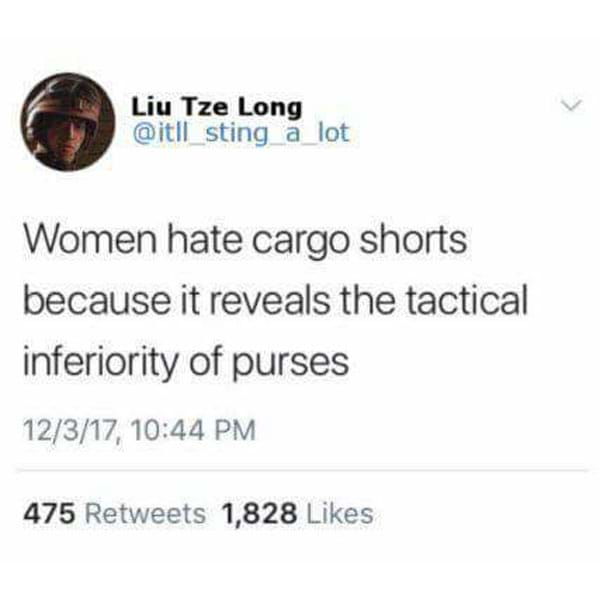 Liu Tze Long
@itll_sting_a_lot
Women hate cargo shorts
because it reveals the tactical
inferiority of purses
12/3/17, 10:44 PM
475 Retweets 1,828 Likes